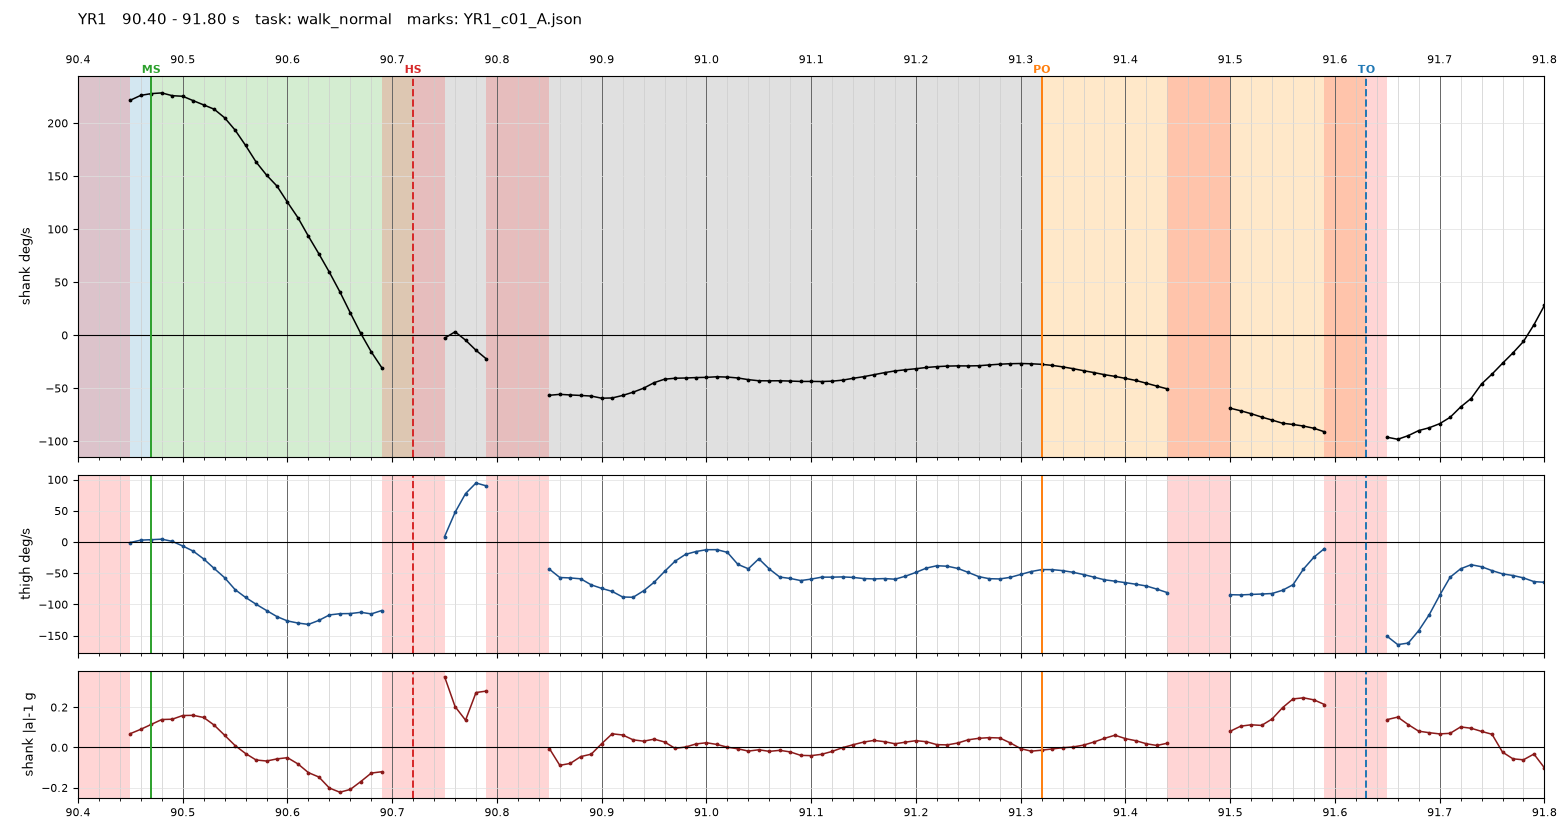 YR1   90.40 - 91.80 s   task: walk_normal   marks: YR1_c01_A.json
90.4 90.5 90.6 90.7 90.8 90.9 91.0 91.1 91.2 91.3 91.4 91.5 91.6 91.7 91.8
MS HS PO TO
shank deg/s
200
150
100
50
0
−50
−100
thigh deg/s
100
50
0
−50
−100
−150
shank |a|-1 g
0.2
0.0
−0.2
90.4 90.5 90.6 90.7 90.8 90.9 91.0 91.1 91.2 91.3 91.4 91.5 91.6 91.7 91.8